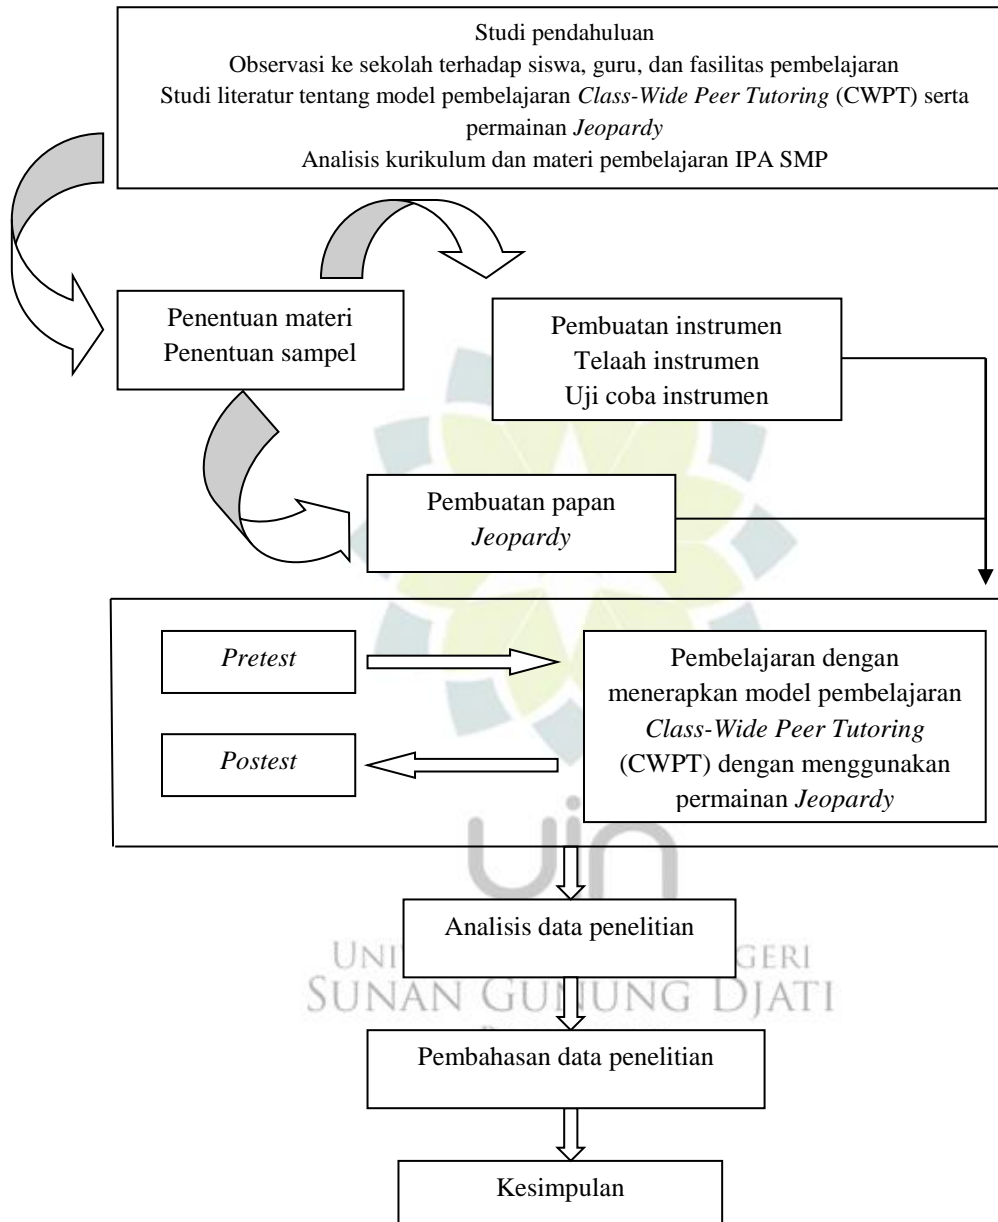 Studi pendahuluan
Observasi ke sekolah terhadap siswa, guru, dan fasilitas pembelajaran
Studi literatur tentang model pembelajaran Class-Wide Peer Tutoring (CWPT) serta
permainan Jeopardy
Analisis kurikulum dan materi pembelajaran IPA SMP
Penentuan materi
Penentuan sampel
Pembuatan instrumen
Telaah instrumen
Uji coba instrumen
Pembuatan papan
Jeopardy
Pretest
Pembelajaran dengan
menerapkan model pembelajaran
Class-Wide Peer Tutoring
(CWPT) dengan menggunakan
permainan Jeopardy
Postest
uin
Analisis data penelitian
SUNAN GUNUNG DJATI
Pembahasan data penelitian
Kesimpulan